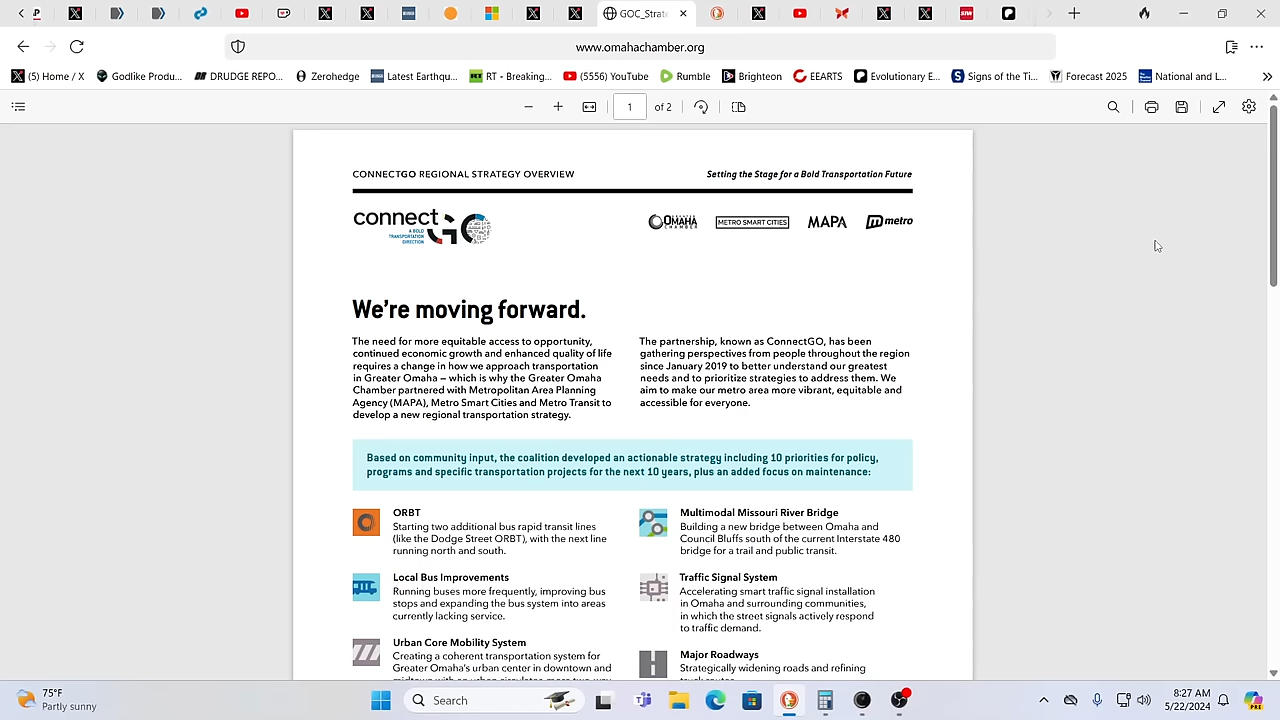 P
GOC_Strate
SIW
www.omahachamber.org
(5) Home / X
Godlike Produ...
DRUDGE REPO...
Zerohedge
Latest Earthqu...
RT - Breaking...
(5556) YouTube
Rumble
Brighteon
EEARTS
Evolutionary E...
Signs of the Ti...
Forecast 2025
National and L...
1 of 2
CONNECTGO REGIONAL STRATEGY OVERVIEW
Setting the Stage for a Bold Transportation Future
connect GO
A BOLD
TRANSPORTATION
DIRECTION
GREATER
OMAHA
CHAMBER
METRO SMART CITIES
MAPA
metro
We're moving forward.
The need for more equitable access to opportunity,
continued economic growth and enhanced quality of life
requires a change in how we approach transportation
in Greater Omaha – which is why the Greater Omaha
Chamber partnered with Metropolitan Area Planning
Agency (MAPA), Metro Smart Cities and Metro Transit to
develop a new regional transportation strategy.
The partnership, known as ConnectGO, has been
gathering perspectives from people throughout the region
since January 2019 to better understand our greatest
needs and to prioritize strategies to address them. We
aim to make our metro area more vibrant, equitable and
accessible for everyone.
Based on community input, the coalition developed an actionable strategy including 10 priorities for policy,
programs and specific transportation projects for the next 10 years, plus an added focus on maintenance:
ORBT
Starting two additional bus rapid transit lines
(like the Dodge Street ORBT), with the next line
running north and south.
Local Bus Improvements
Running buses more frequently, improving bus
stops and expanding the bus system into areas
currently lacking service.
Urban Core Mobility System
Creating a coherent transportation system for
Greater Omaha's urban center in downtown and
Multimodal Missouri River Bridge
Building a new bridge between Omaha and
Council Bluffs south of the current Interstate 480
bridge for a trail and public transit.
Traffic Signal System
Accelerating smart traffic signal installation
in Omaha and surrounding communities,
in which the street signals actively respond
to traffic demand.
Major Roadways
Strategically widening roads and refining
75°F
Partly sunny
Search
8:27 AM
5/22/2024